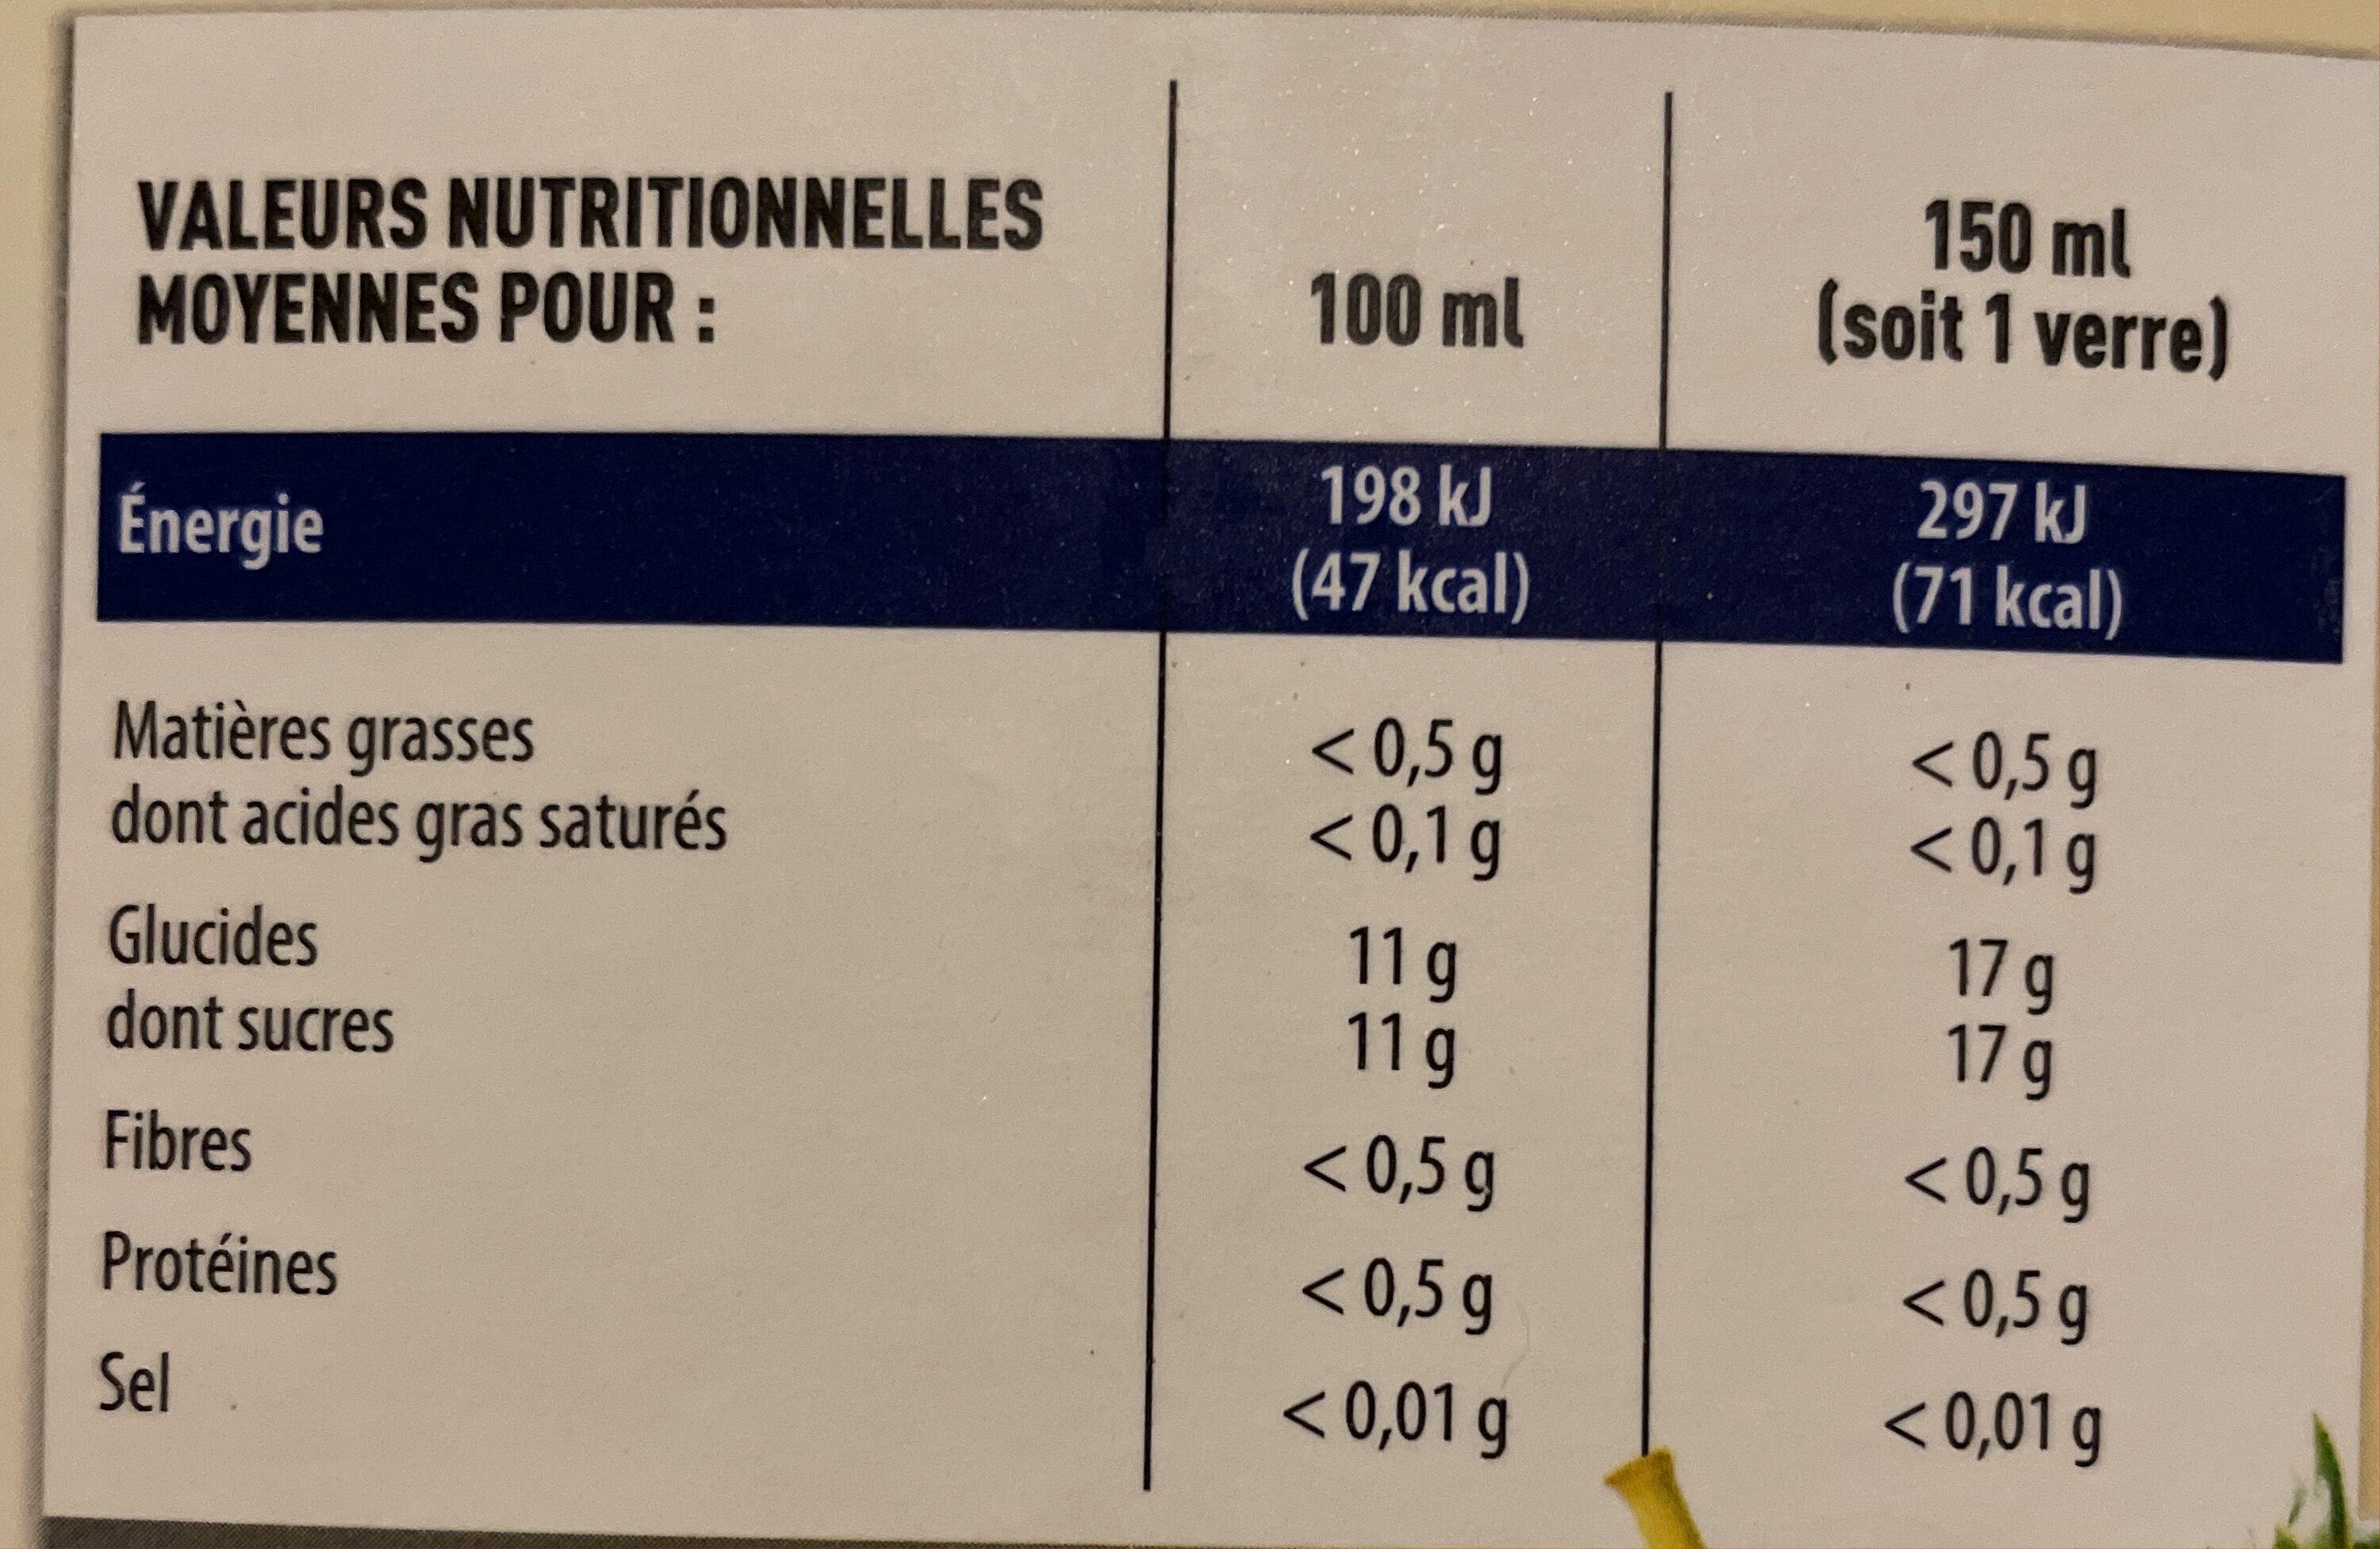 VALEURS NUTRITIONNELLES
MOYENNES POUR :
100 ml
150 ml
(soit 1 verre)
Énergie
198 kJ
(47 kcal)
297 kJ
(71 kcal)
Matières grasses < 0,5 g < 0,5 g
dont acides gras saturés < 0,1 g < 0,1 g
Glucides 11 g 17 g
dont sucres 11 g 17 g
Fibres < 0,5 g < 0,5 g
Protéines < 0,5 g < 0,5 g
Sel < 0,01 g < 0,01 g